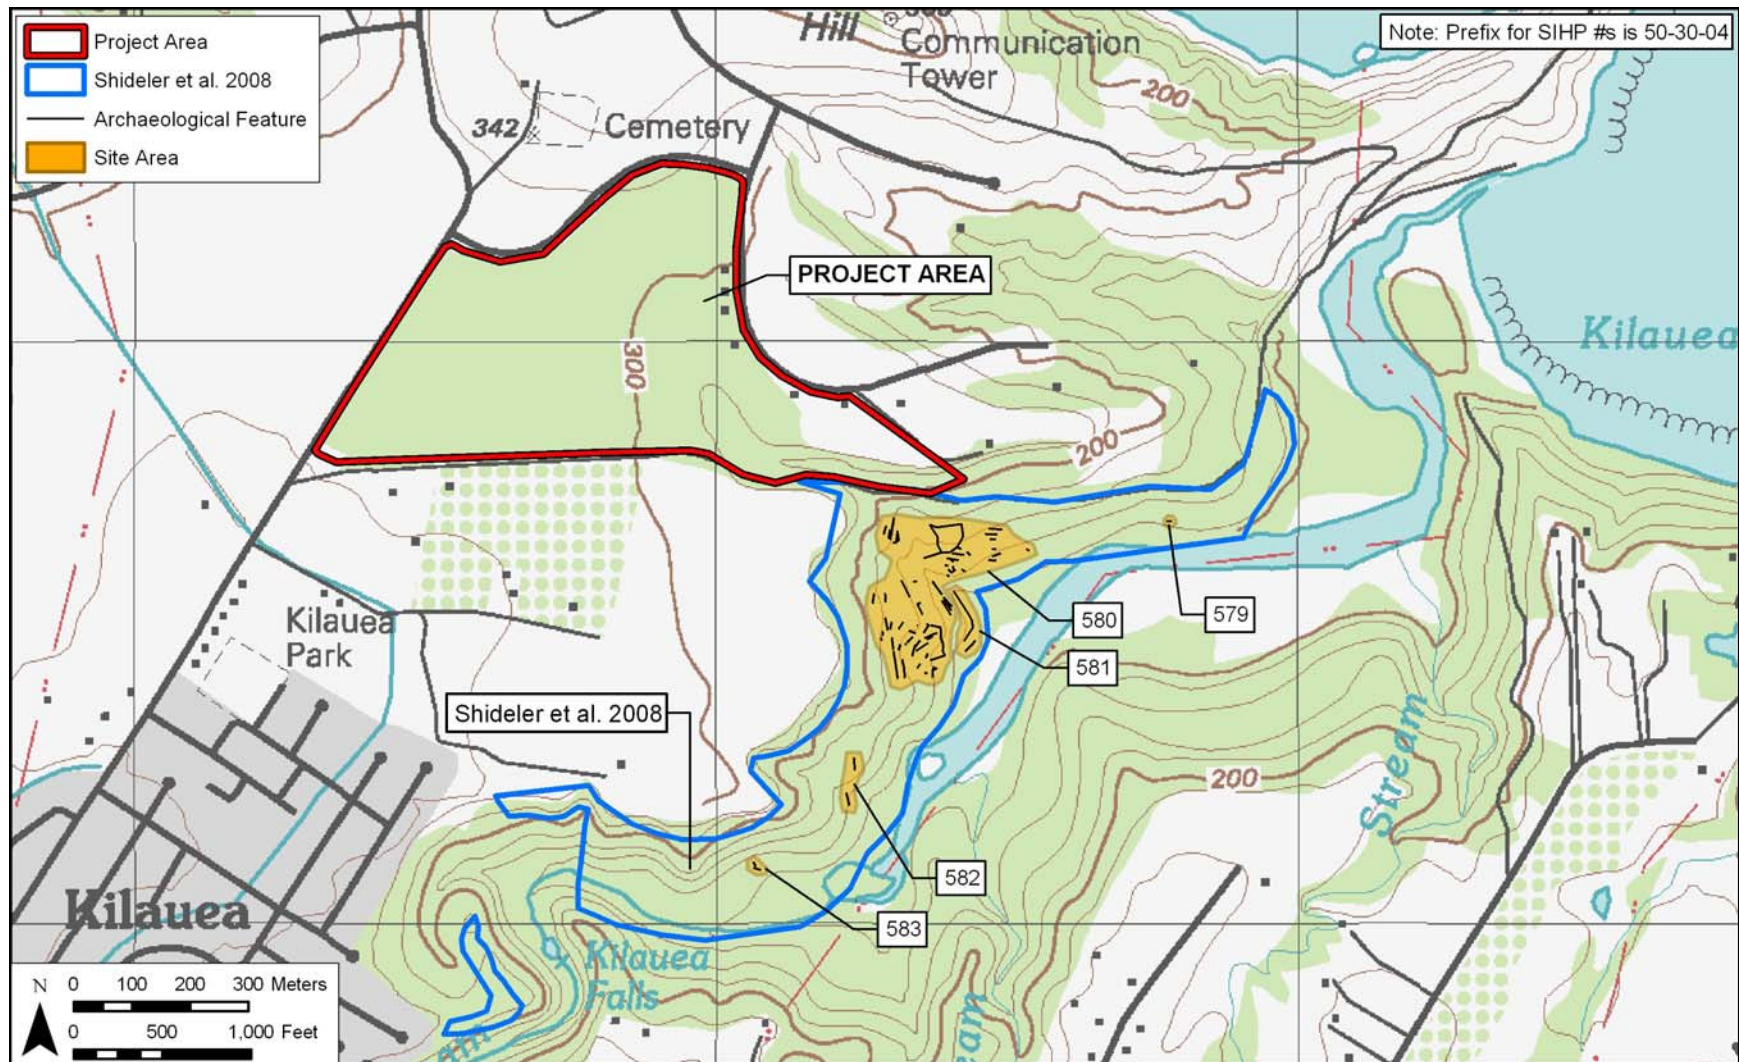 Project Area
Shideler et al. 2008
Archaeological Feature
Site Area
Note: Prefix for SIHP #s is 50-30-04
Hill
Communication
Tower
200
342
Cemetery
PROJECT AREA
300
Kilauea
200
Kilauea
Park
580
579
581
Shideler et al. 2008
Stream
200
582
583
Kilauea
Kilauea
Falls
N
0 100 200 300 Meters
0 500 1,000 Feet